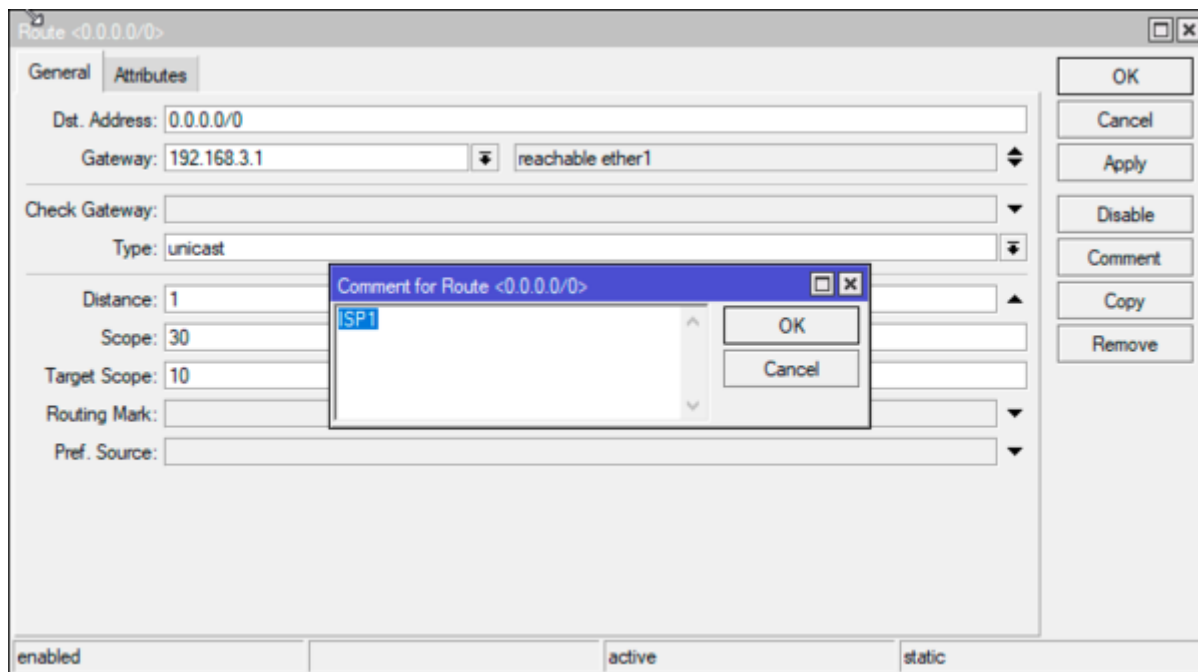 Route <0.0.0.0/0>
General Attributes
OK
Dst. Address: 0.0.0.0/0
Cancel
Gateway: 192.168.3.1 reachable ether1
Apply
Check Gateway:
Disable
Type: unicast
Comment
Comment for Route <0.0.0.0/0>
Distance: 1
Copy
ISP1
OK
Scope: 30
Remove
Cancel
Target Scope: 10
Routing Mark:
Pref. Source:
enabled active static